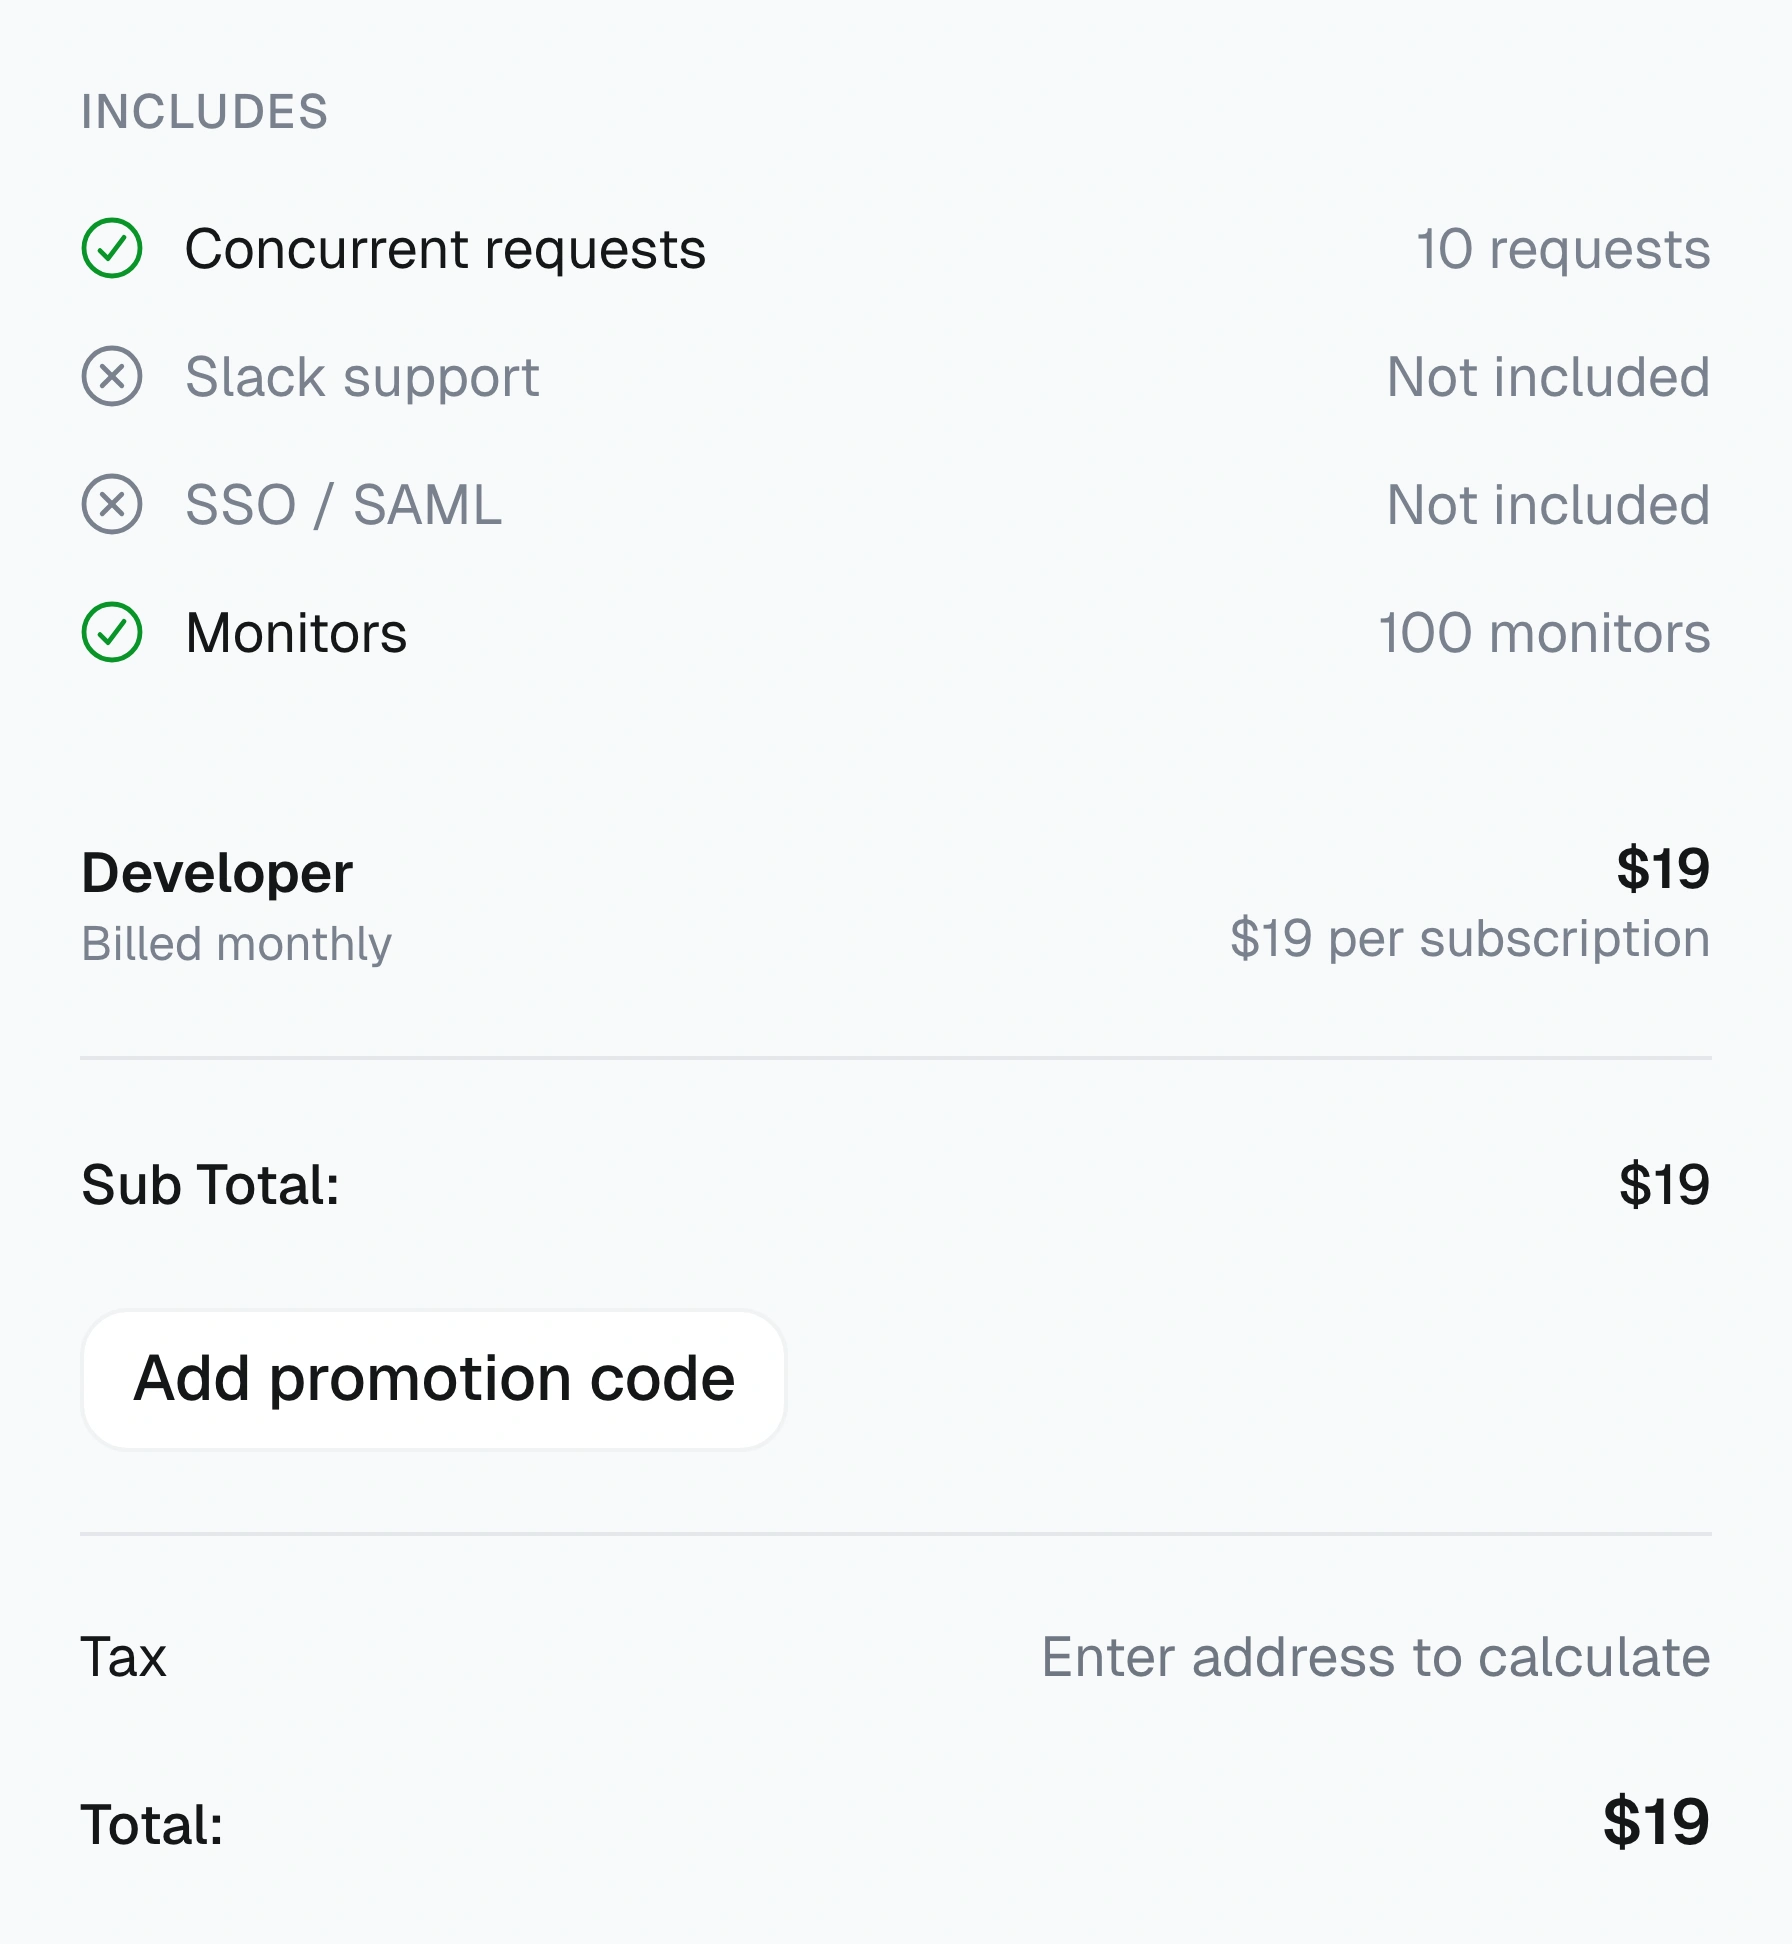 INCLUDES
Concurrent requests 10 requests
Slack support Not included
SSO / SAML Not included
Monitors 100 monitors
Developer $19
Billed monthly $19 per subscription
Sub Total: $19
Add promotion code
Tax Enter address to calculate
Total: $19